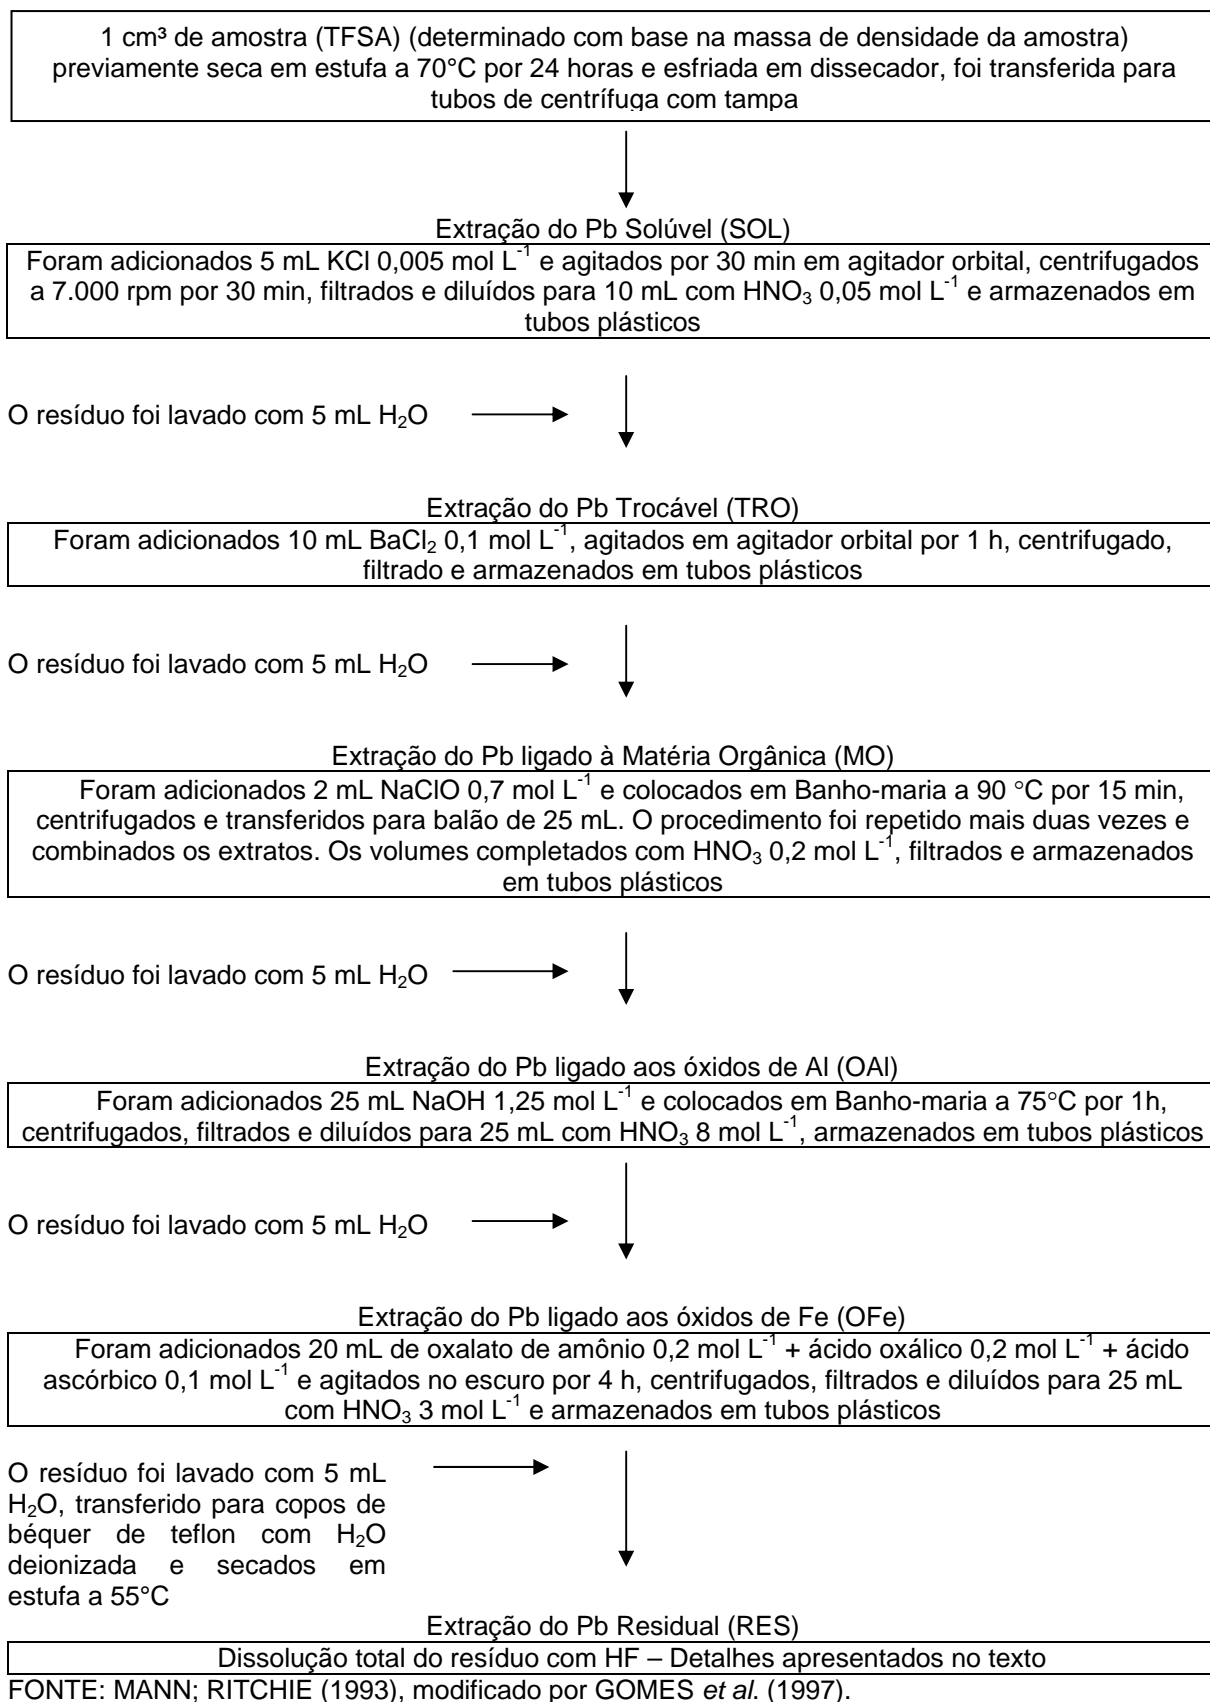 1 cm³ de amostra (TFSA) (determinado com base na massa de densidade da amostra)
previamente seca em estufa a 70°C por 24 horas e esfriada em dissecador, foi transferida para
tubos de centrífuga com tampa
Extração do Pb Solúvel (SOL)
Foram adicionados 5 mL KCl 0,005 mol L⁻¹ e agitados por 30 min em agitador orbital, centrifugados
a 7.000 rpm por 30 min, filtrados e diluídos para 10 mL com HNO₃ 0,05 mol L⁻¹ e armazenados em
tubos plásticos
O resíduo foi lavado com 5 mL H₂O
Extração do Pb Trocável (TRO)
Foram adicionados 10 mL BaCl₂ 0,1 mol L⁻¹, agitados em agitador orbital por 1 h, centrifugado,
filtrado e armazenados em tubos plásticos
O resíduo foi lavado com 5 mL H₂O
Extração do Pb ligado à Matéria Orgânica (MO)
Foram adicionados 2 mL NaClO 0,7 mol L⁻¹ e colocados em Banho-maria a 90 °C por 15 min,
centrifugados e transferidos para balão de 25 mL. O procedimento foi repetido mais duas vezes e
combinados os extratos. Os volumes completados com HNO₃ 0,2 mol L⁻¹, filtrados e armazenados
em tubos plásticos
O resíduo foi lavado com 5 mL H₂O
Extração do Pb ligado aos óxidos de Al (OAl)
Foram adicionados 25 mL NaOH 1,25 mol L⁻¹ e colocados em Banho-maria a 75°C por 1h,
centrifugados, filtrados e diluídos para 25 mL com HNO₃ 8 mol L⁻¹, armazenados em tubos plásticos
O resíduo foi lavado com 5 mL H₂O
Extração do Pb ligado aos óxidos de Fe (OFe)
Foram adicionados 20 mL de oxalato de amônio 0,2 mol L⁻¹ + ácido oxálico 0,2 mol L⁻¹ + ácido
ascórbico 0,1 mol L⁻¹ e agitados no escuro por 4 h, centrifugados, filtrados e diluídos para 25 mL
com HNO₃ 3 mol L⁻¹ e armazenados em tubos plásticos
O resíduo foi lavado com 5 mL
H₂O, transferido para copos de
béquer de teflon com H₂O
deionizada e secados em
estufa a 55°C
Extração do Pb Residual (RES)
Dissolução total do resíduo com HF – Detalhes apresentados no texto
FONTE: MANN; RITCHIE (1993), modificado por GOMES et al. (1997).